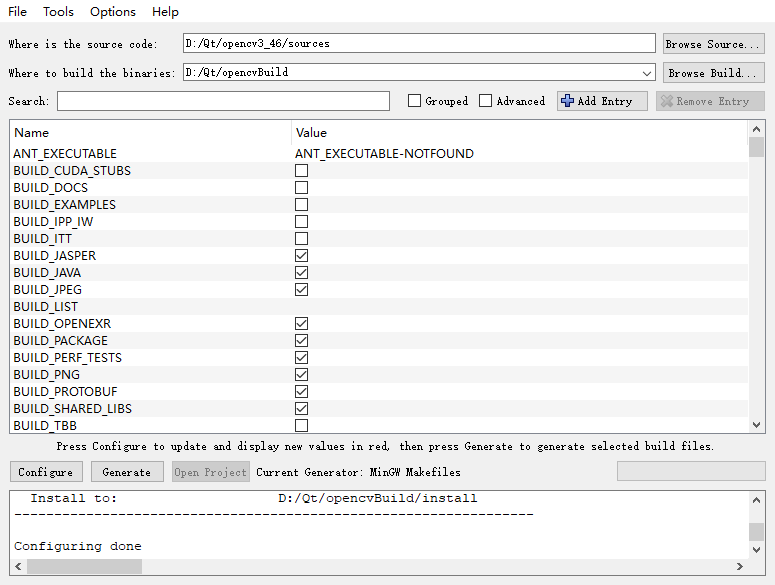 File Tools Options Help
Where is the source code: D:/Qt/opencv3_46/sources Browse Source...
Where to build the binaries: D:/Qt/opencvBuild Browse Build...
Search: Grouped Advanced Add Entry Remove Entry
Name Value
ANT_EXECUTABLE ANT_EXECUTABLE-NOTFOUND
BUILD_CUDA_STUBS
BUILD_DOCS
BUILD_EXAMPLES
BUILD_IPP_IW
BUILD_ITT
BUILD_JASPER
BUILD_JAVA
BUILD_JPEG
BUILD_LIST
BUILD_OPENEXR
BUILD_PACKAGE
BUILD_PERF_TESTS
BUILD_PNG
BUILD_PROTOBUF
BUILD_SHARED_LIBS
BUILD_TBB
Press Configure to update and display new values in red, then press Generate to generate selected build files.
Configure Generate Open Project Current Generator: MinGW Makefiles
Install to: D:/Qt/opencvBuild/install
-----------------------------------------------------------------
Configuring done